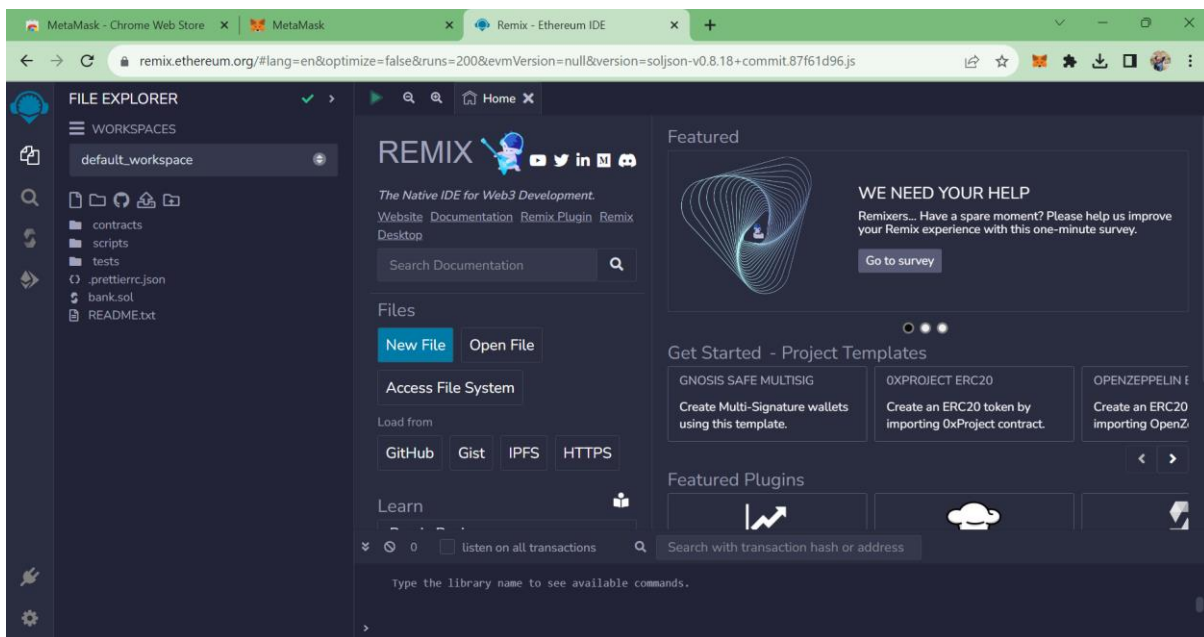 MetaMask - Chrome Web Store
MetaMask
Remix - Ethereum IDE
remix.ethereum.org/#lang=en&optimize=false&runs=200&evmVersion=null&version=soljson-v0.8.18+commit.87f61d96.js
FILE EXPLORER
WORKSPACES
default_workspace
contracts
scripts
tests
.prettierrc.json
bank.sol
README.txt
Home
REMIX
The Native IDE for Web3 Development.
Website Documentation Remix Plugin Remix
Desktop
Search Documentation
Files
New File Open File
Access File System
Load from
GitHub Gist IPFS HTTPS
Learn
Featured
WE NEED YOUR HELP
Remixers... Have a spare moment? Please help us improve
your Remix experience with this one-minute survey.
Go to survey
Get Started - Project Templates
GNOSIS SAFE MULTISIG
Create Multi-Signature wallets
using this template.
0XPROJECT ERC20
Create an ERC20 token by
importing 0xProject contract.
OPENZEPPELIN
Create an ERC20
importing
Featured Plugins
0 listen on all transactions
Search with transaction hash or address
Type the library name to see available commands.
>